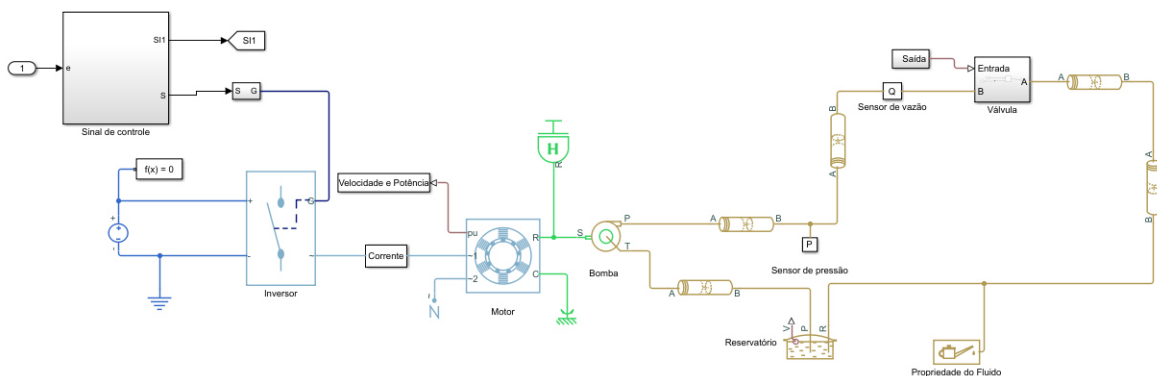 1
e
SI1
S
SI1
S G
Sinal de controle
f(x) = 0
+
-
+
-
G
~
Inversor
Velocidade e Potência
Corrente
pu
~1
~2
N
R
C
Motor
H
R
S
P
T
Bomba
A
B
Sensor de pressão
P
A
B
A
B
Q
Sensor de vazão
Saída
Entrada
A
B
Válvula
A
B
A
B
V
P
R
Reservatório
Propriedade do Fluido